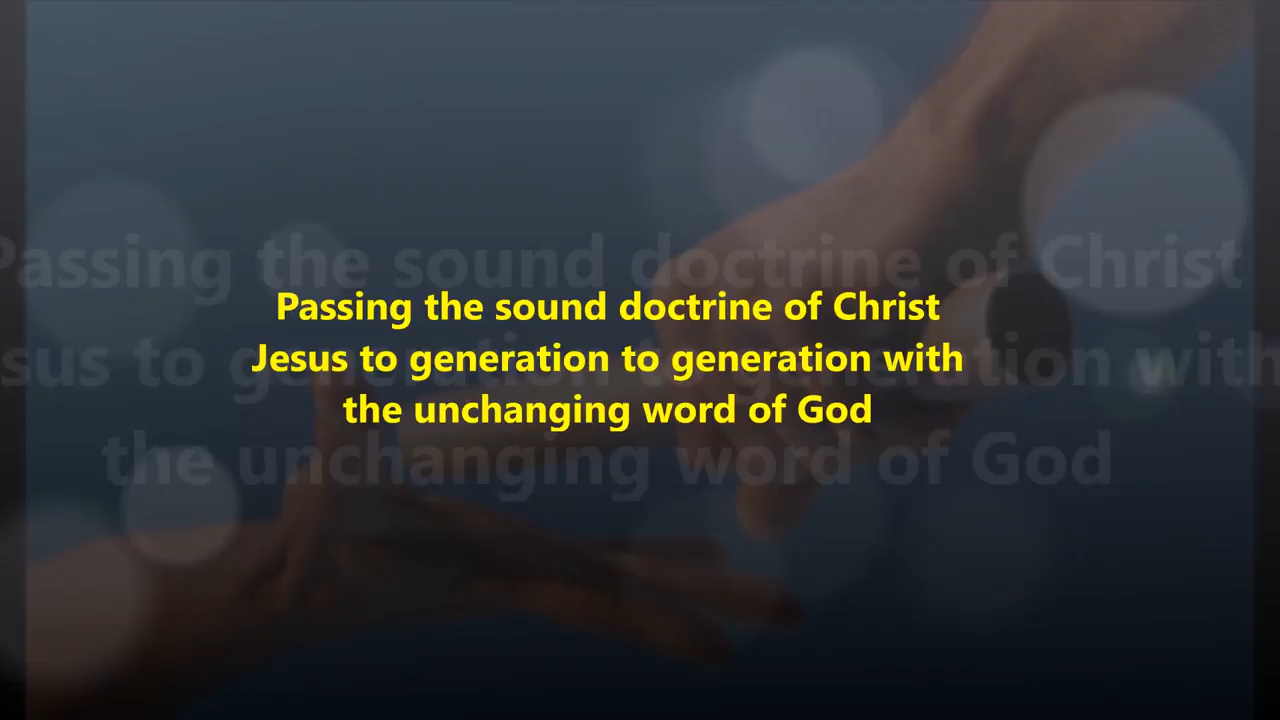 Passing the sound doctrine of Christ
Jesus to generation to generation with
the unchanging word of God